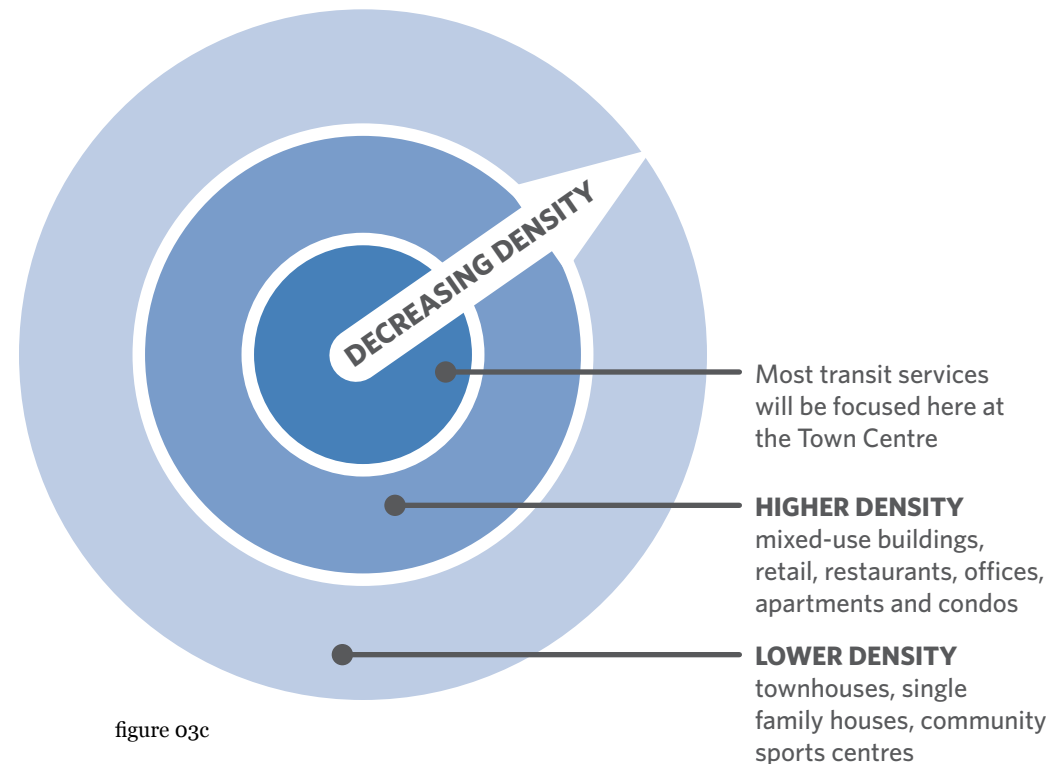 DECREASING DENSITY
Most transit services
will be focused here at
the Town Centre
HIGHER DENSITY
mixed-use buildings,
retail, restaurants, offices,
apartments and condos
LOWER DENSITY
townhouses, single
family houses, community
sports centres
figure 03c